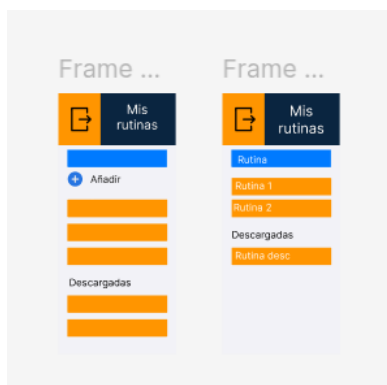 Frame ...
Mis
rutinas
Añadir
Descargadas
Frame ...
Mis
rutinas
Rutina
Rutina 1
Rutina 2
Descargadas
Rutina desc